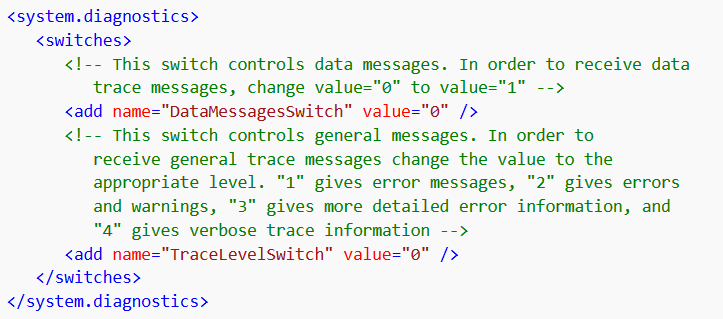 <system.diagnostics>
<switches>
<!-- This switch controls data messages. In order to receive data
trace messages, change value="0" to value="1" -->
<add name="DataMessagesSwitch" value="0" />
<!-- This switch controls general messages. In order to
receive general trace messages change the value to the
appropriate level. "1" gives error messages, "2" gives errors
and warnings, "3" gives more detailed error information, and
"4" gives verbose trace information -->
<add name="TraceLevelSwitch" value="0" />
</switches>
</system.diagnostics>